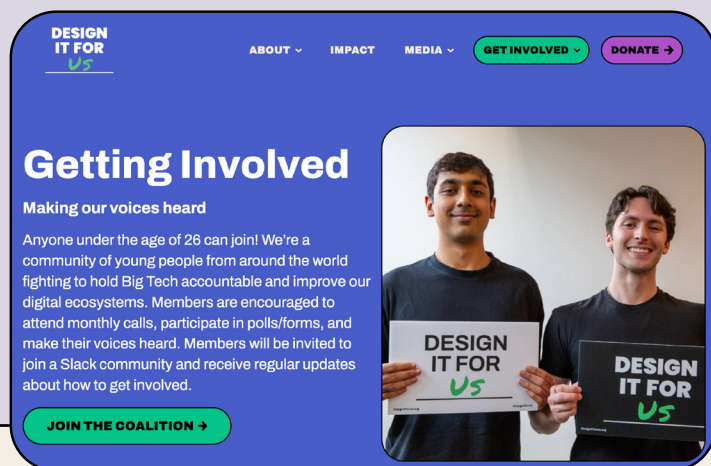 DESIGN
IT FOR
Us
ABOUT
IMPACT
MEDIA
GET INVOLVED
DONATE →
Getting Involved
Making our voices heard
Anyone under the age of 26 can join! We're a
community of young people from around the world
fighting to hold Big Tech accountable and improve our
digital ecosystems. Members are encouraged to
attend monthly calls, participate in polls/forms, and
make their voices heard. Members will be invited to
join a Slack community and receive regular updates
about how to get involved.
JOIN THE COALITION →
DESIGN
IT FOR
Us
DESIGN
IT FOR
Us